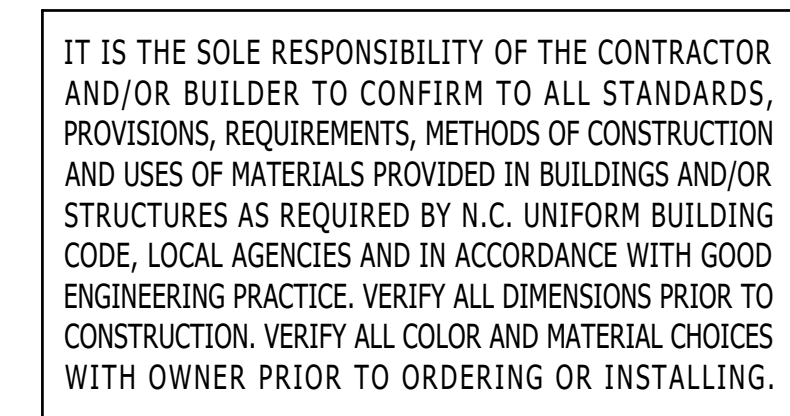 IT IS THE SOLE RESPONSIBILITY OF THE CONTRACTOR
AND/OR BUILDER TO CONFIRM TO ALL STANDARDS,
PROVISIONS, REQUIREMENTS, METHODS OF CONSTRUCTION
AND USES OF MATERIALS PROVIDED IN BUILDINGS AND/OR
STRUCTURES AS REQUIRED BY N.C. UNIFORM BUILDING
CODE, LOCAL AGENCIES AND IN ACCORDANCE WITH GOOD
ENGINEERING PRACTICE. VERIFY ALL DIMENSIONS PRIOR TO
CONSTRUCTION. VERIFY ALL COLOR AND MATERIAL CHOICES
WITH OWNER PRIOR TO ORDERING OR INSTALLING.